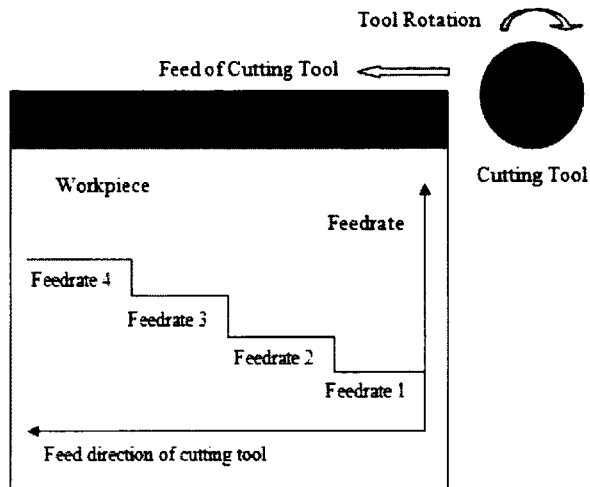 Tool Rotation
Feed of Cutting Tool
Cutting Tool
Workpiece
Feedrate
Feedrate 4
Feedrate 3
Feedrate 2
Feedrate 1
Feed direction of cutting tool